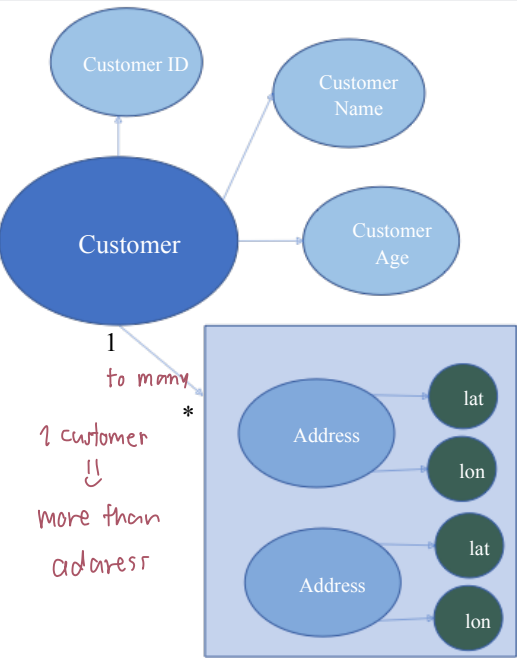 Customer ID
Customer
Name
Customer
Customer
Age
1
to many
*
1 customer
more than
address
Address
lat
lon
Address
lat
lon